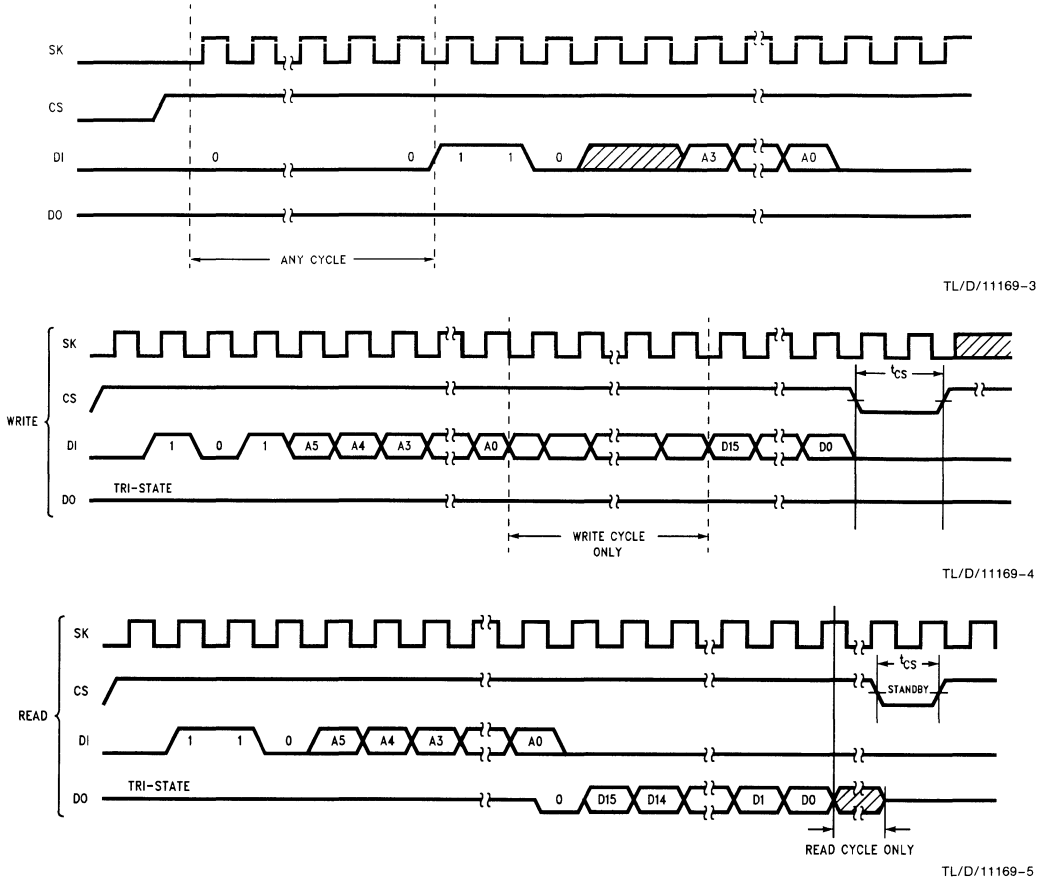 SK
CS
DI 0 0 1 1 0 A3 A0
DO
ANY CYCLE
TL/D/11169–3
WRITE
SK
CS tCS
DI 1 0 1 A5 A4 A3 A0 D15 D0
TRI-STATE
DO
WRITE CYCLE
ONLY
TL/D/11169–4
READ
SK
CS tCS
STANDBY
DI 1 1 0 A5 A4 A3 A0
TRI-STATE
DO 0 D15 D14 D1 D0
READ CYCLE ONLY
TL/D/11169–5